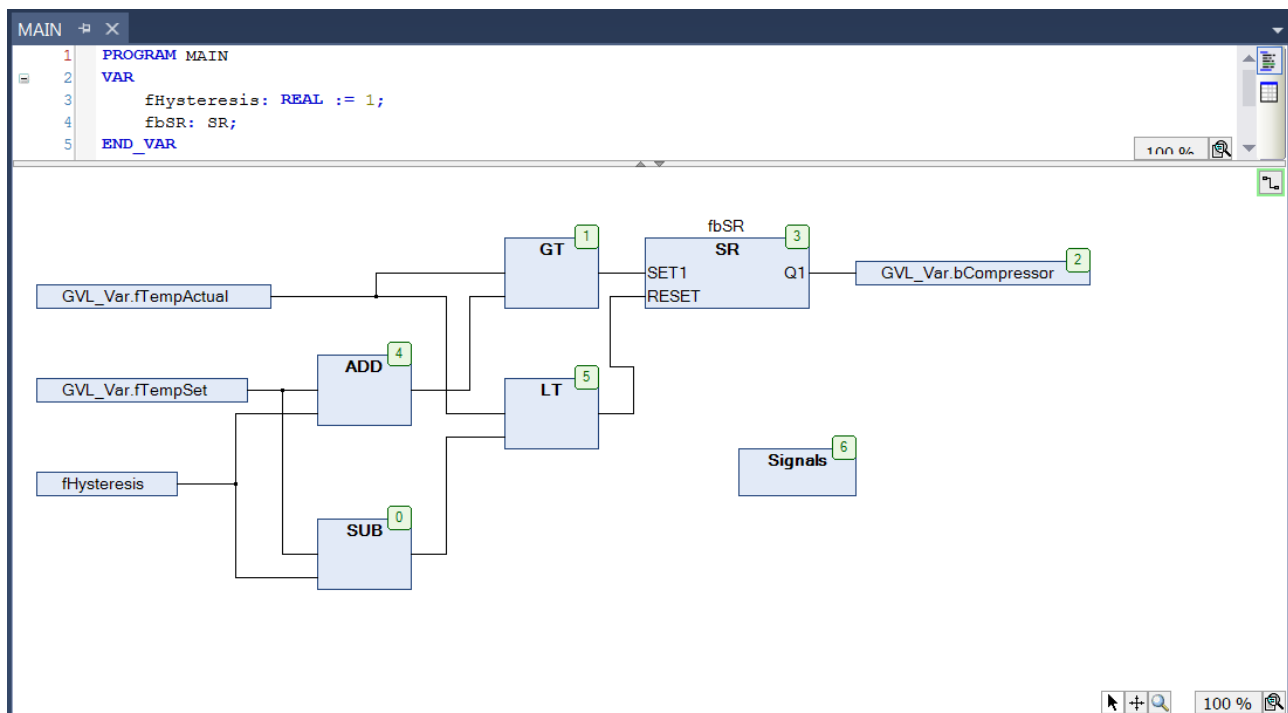 MAIN
1 PROGRAM MAIN
2 VAR
3 fHysteresis: REAL := 1;
4 fbSR: SR;
5 END_VAR
100 %
fbSR
GT 1
SR 3
SET1 Q1
RESET
GVL_Var.bCompressor 2
GVL_Var.fTempActual
ADD 4
GVL_Var.fTempSet
LT 5
Signals 6
fHysteresis
SUB 0
100 %